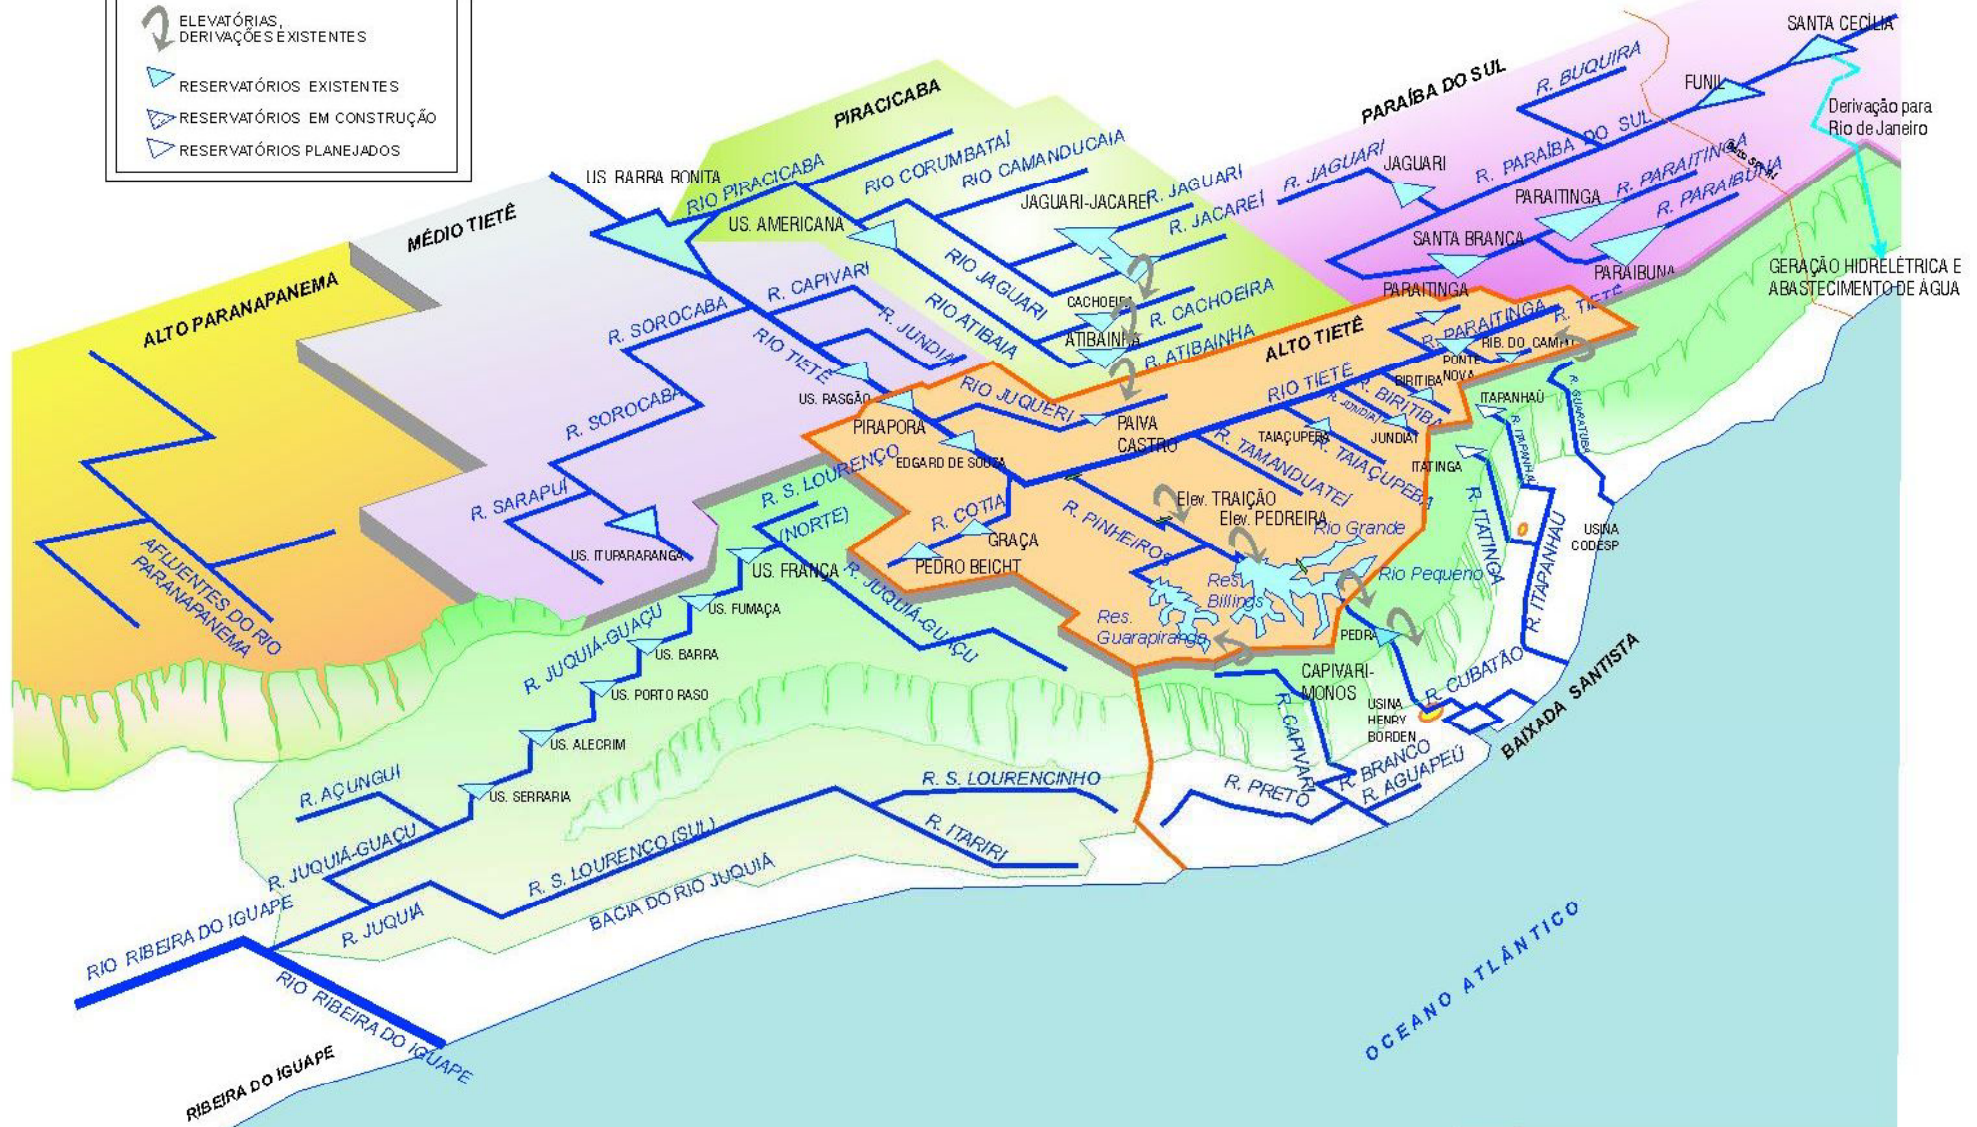 ELEVATÓRIAS,
DERIVAÇÕES EXISTENTES
RESERVATÓRIOS EXISTENTES
RESERVATÓRIOS EM CONSTRUÇÃO
RESERVATÓRIOS PLANEJADOS
SANTA CECÍLIA
PARAÍBA DO SUL
R. BUQUIRA
FUNIL
Derivação para
Rio de Janeiro
PIRACICABA
R. PARAÍBA DO SUL
RIO CORUMBATAÍ
RIO CAMANDUCAIA
RIO PIRACICABA
US. BARRA BONITA
US. AMERICANA
JAGUARI-JACAREÍ
R. JAGUARI
R. JACAREÍ
R. JAGUARI
JAGUARI
PARAITINGA
R. PARAITINGA
R. PARAIBUNA
SANTA BRANCA
PARAIBUNA
GERAÇÃO HIDRELÉTRICA E
ABASTECIMENTO DE ÁGUA
MÉDIO TIETÊ
ALTO PARANAPANEMA
R. SOROCABA
R. CAPIVARI
R. JUNDIAÍ
RIO JAGUARI
RIO ATIBAIA
CACHOEIRA
R. CACHOEIRA
ATIBAINHA
R. ATIBAINHA
ALTO TIETÊ
PARAITINGA
R. PARAITINGA
R. TIETÊ
RIB. DO CAMPO
PONTE
NOVA
RIO TIETÊ
US. RASGÃO
PIRAPORA
RIO JUQUERI
PAIVA
CASTRO
RIO TIETÊ
BIRITIBA
R. BIRITIBA
R. JUNDIAÍ
JUNDIAÍ
TAIAÇUPEBA
R. TAIAÇUPEBA
R. TAMANDUATEÍ
ITAPANHAÚ
R. ITAPANHAÚ
R. GUARATUBA
ITATINGA
R. ITATINGA
R. ITAPANHAÚ
USINA
CODESP
R. SOROCABA
R. SARAPUÍ
US. ITUPARARANGA
EDGARD DE SOUZA
R. S. LOURENÇO
(NORTE)
R. COTIA
GRAÇA
PEDRO BEICHT
R. PINHEIROS
Elev. TRAIÇÃO
Elev. PEDREIRA
Rio Grande
Rio Pequeno
Res.
Billings
Res.
Guarapiranga
PEDRAS
AFLUENTES DO RIO
PARANAPANEMA
US. FRANÇA
US. FUMAÇA
US. BARRA
US. PORTO RASO
US. ALECRIM
US. SERRARIA
R. JUQUIÁ-GUAÇU
R. JUQUIÁ-GUAÇU
CAPIVARI-
MONOS
R. CAPIVARI
R. CUBATÃO
USINA
HENRY
BORDEN
BAIXADA SANTISTA
R. BRANCO
R. AGUAPEÚ
R. PRETO
R. AÇUNGUI
R. JUQUIÁ-GUAÇU
R. S. LOURENCINHO
R. ITARIRI
R. S. LOURENÇO (SUL)
BACIA DO RIO JUQUIÁ
R. JUQUIÁ
RIO RIBEIRA DO IGUAPE
RIO RIBEIRA DO IGUAPE
RIBEIRA DO IGUAPE
OCEANO ATLÂNTICO